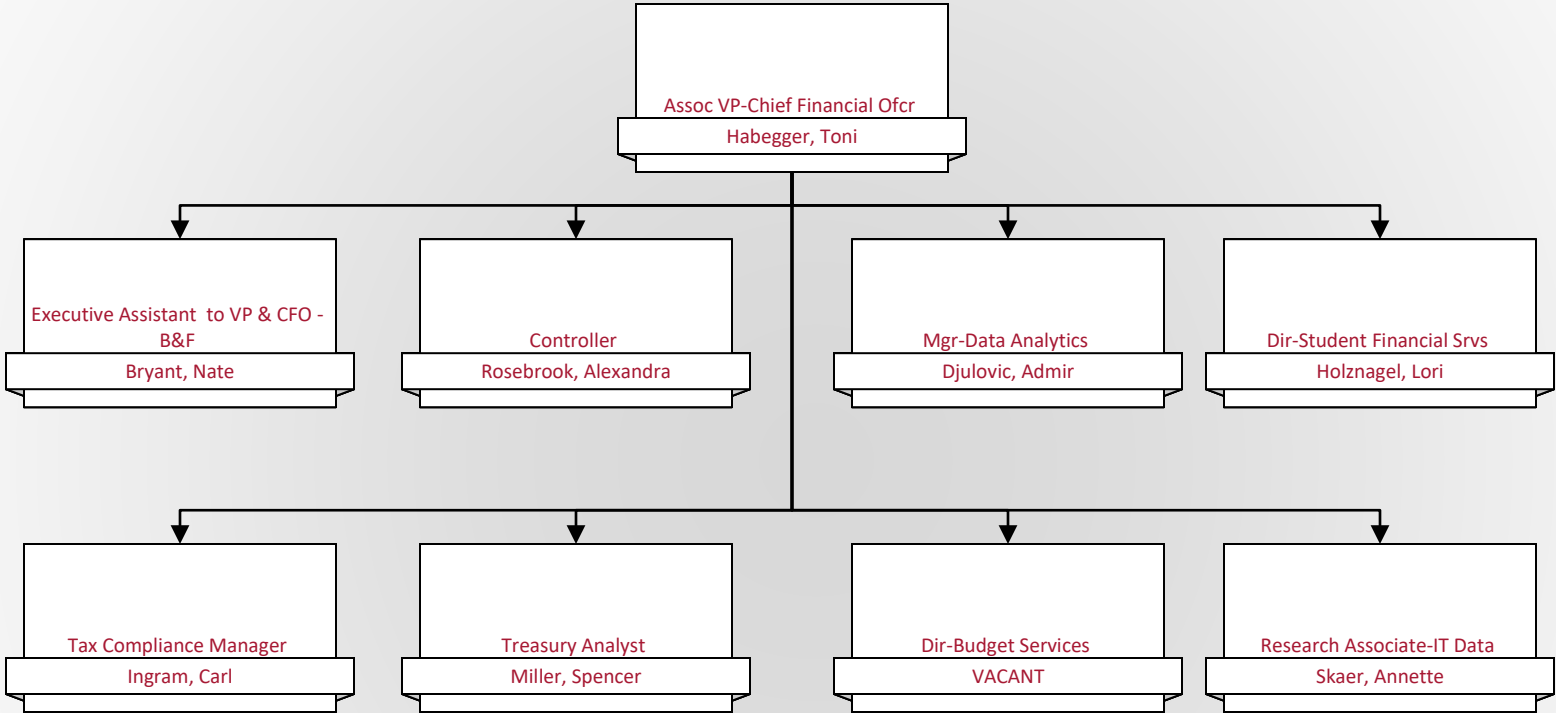 Assoc VP-Chief Financial Ofcr
Habegger, Toni
Executive Assistant  to VP & CFO -
B&F
Bryant, Nate
Controller
Rosebrook, Alexandra
Mgr-Data Analytics
Djulovic, Admir
Dir-Student Financial Srvs
Holznagel, Lori
Tax Compliance Manager
Ingram, Carl
Treasury Analyst
Miller, Spencer
Dir-Budget Services
VACANT
Research Associate-IT Data
Skaer, Annette